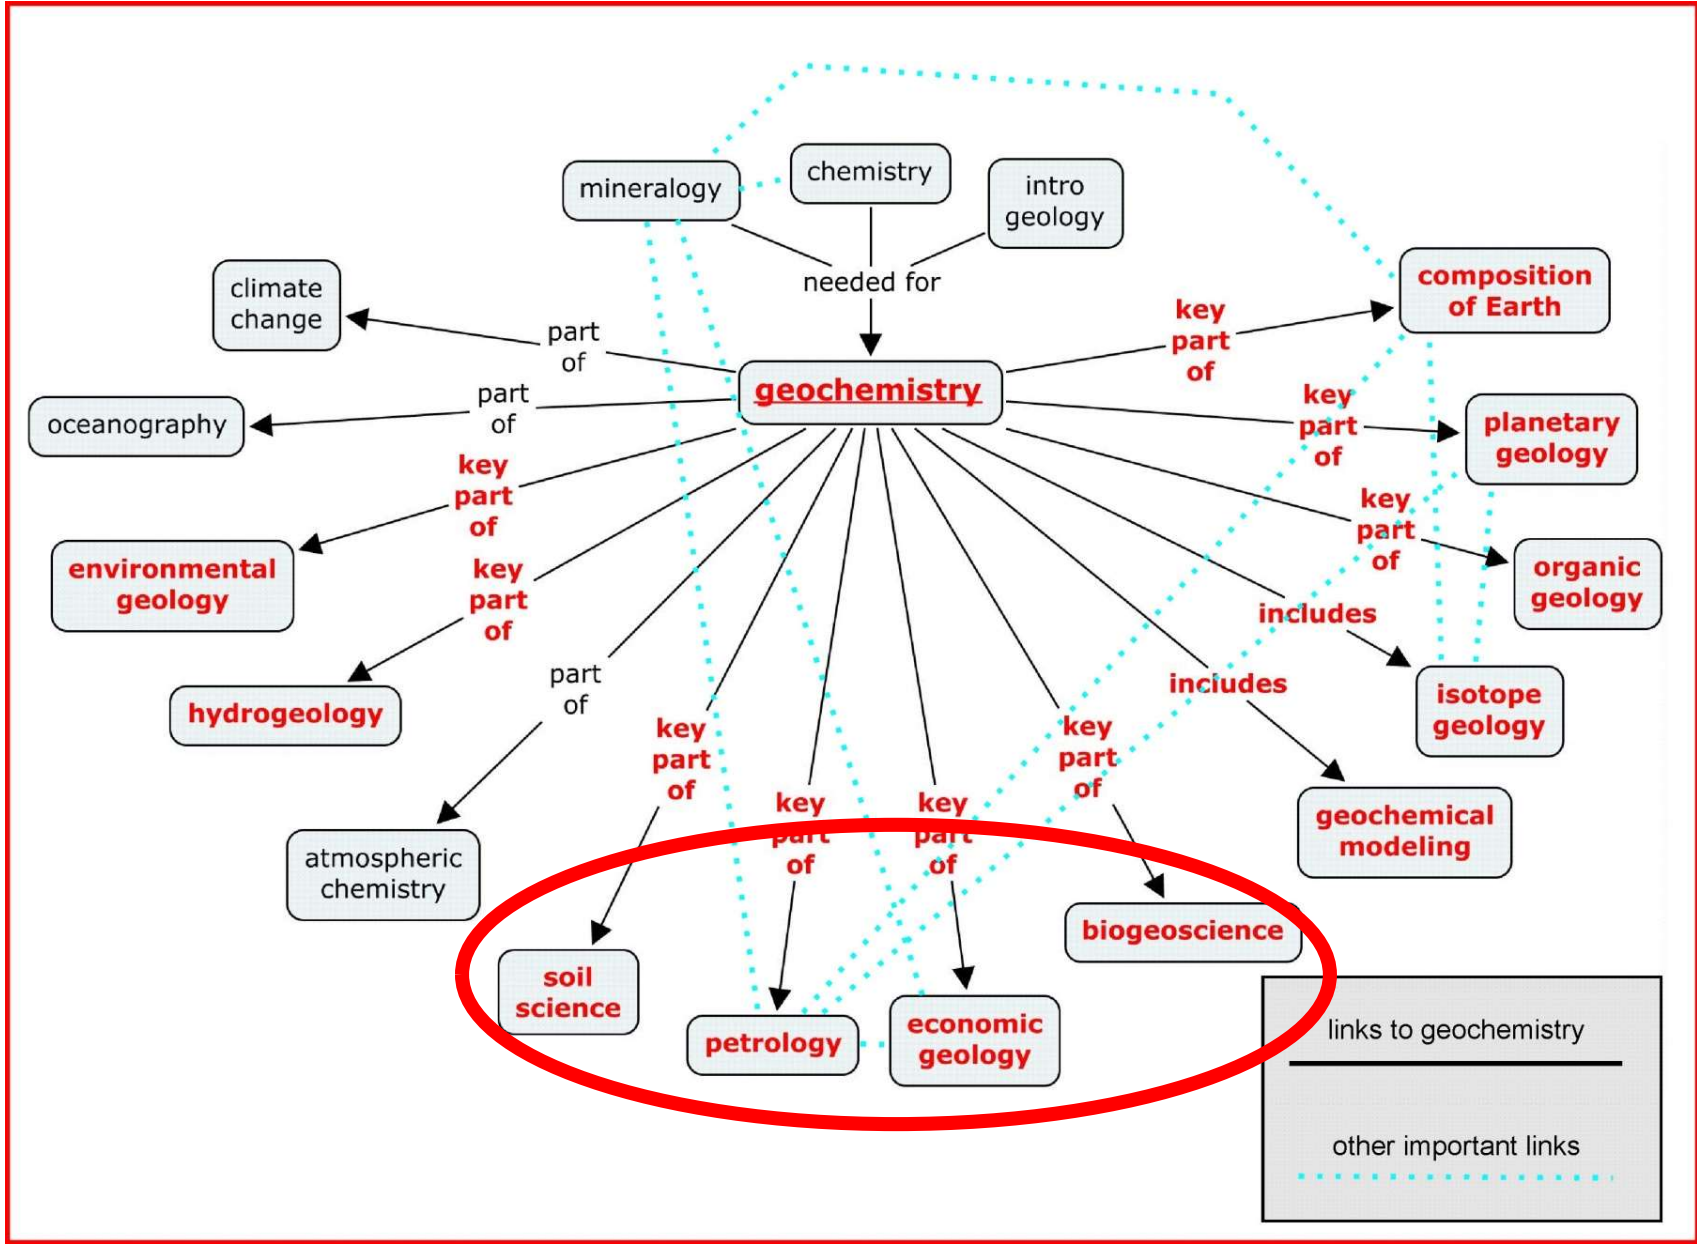 mineralogy
chemistry
intro
geology
needed for
climate
change
part
of
geochemistry
key
part
of
composition
of Earth
oceanography
part
of
key
part
of
planetary
geology
environmental
geology
key
part
of
key
part
of
organic
geology
hydrogeology
key
part
of
includes
isotope
geology
atmospheric
chemistry
part
of
includes
geochemical
modeling
soil
science
key
part
of
petrology
key
part
of
economic
geology
key
part
of
biogeoscience
key
part
of
links to geochemistry
other important links